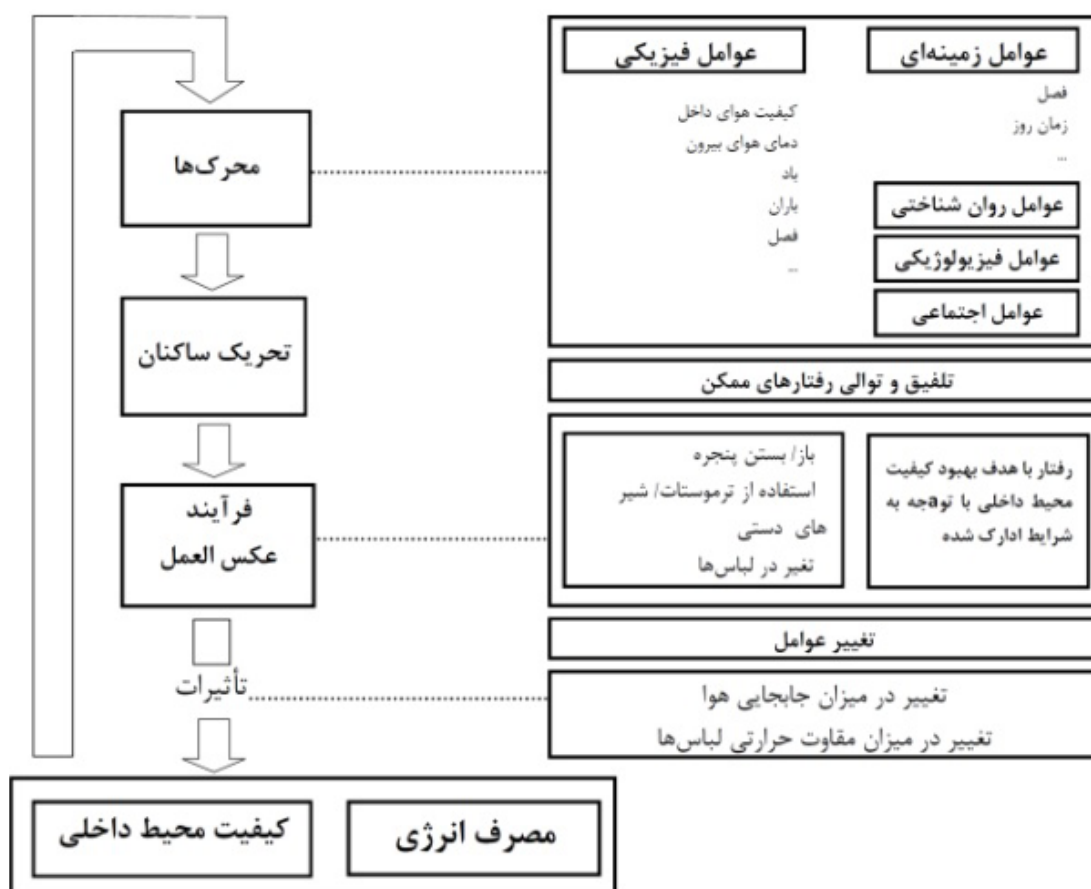 عوامل زمینه‌ای
فصل
زمان روز
...
عوامل روان شناختی
عوامل فیزیولوژیکی
عوامل اجتماعی
عوامل فیزیکی
کیفیت هوای داخل
دمای هوای بیرون
باد
باران
فصل
...
محرک‌ها
تحریک ساکنان
تلفیق و توالی رفتارهای ممکن
رفتار با هدف بهبود کیفیت
محیط داخلی با توaجه به
شرایط ادارک شده
باز/ بستن پنجره
استفاده از ترموستات/ شیر
های دستی
تغیر در لباس‌ها
فرآیند
عکس العمل
تغییر عوامل
تغییر در میزان جابجایی هوا
تغییر در میزان مقاوت حرارتی لباس‌ها
تأثیرات
مصرف انرژی
کیفیت محیط داخلی